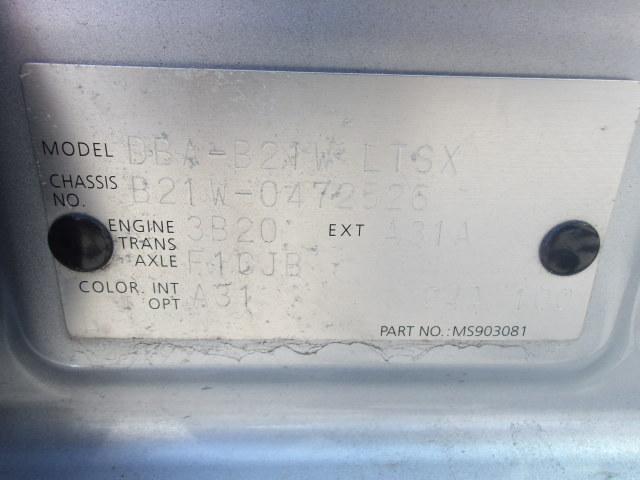 MODEL DBA-B21W LTSX
CHASSIS NO. B21W-0472526
ENGINE 3B20 EXT A31A
TRANS AXLE F1CJB
COLOR. INT OPT A31
PART NO.: MS903081